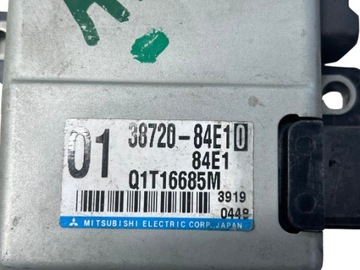 01
38720-84E10
84E1
Q1T16685M
3919
0448
MITSUBISHI ELECTRIC CORP. JAPAN